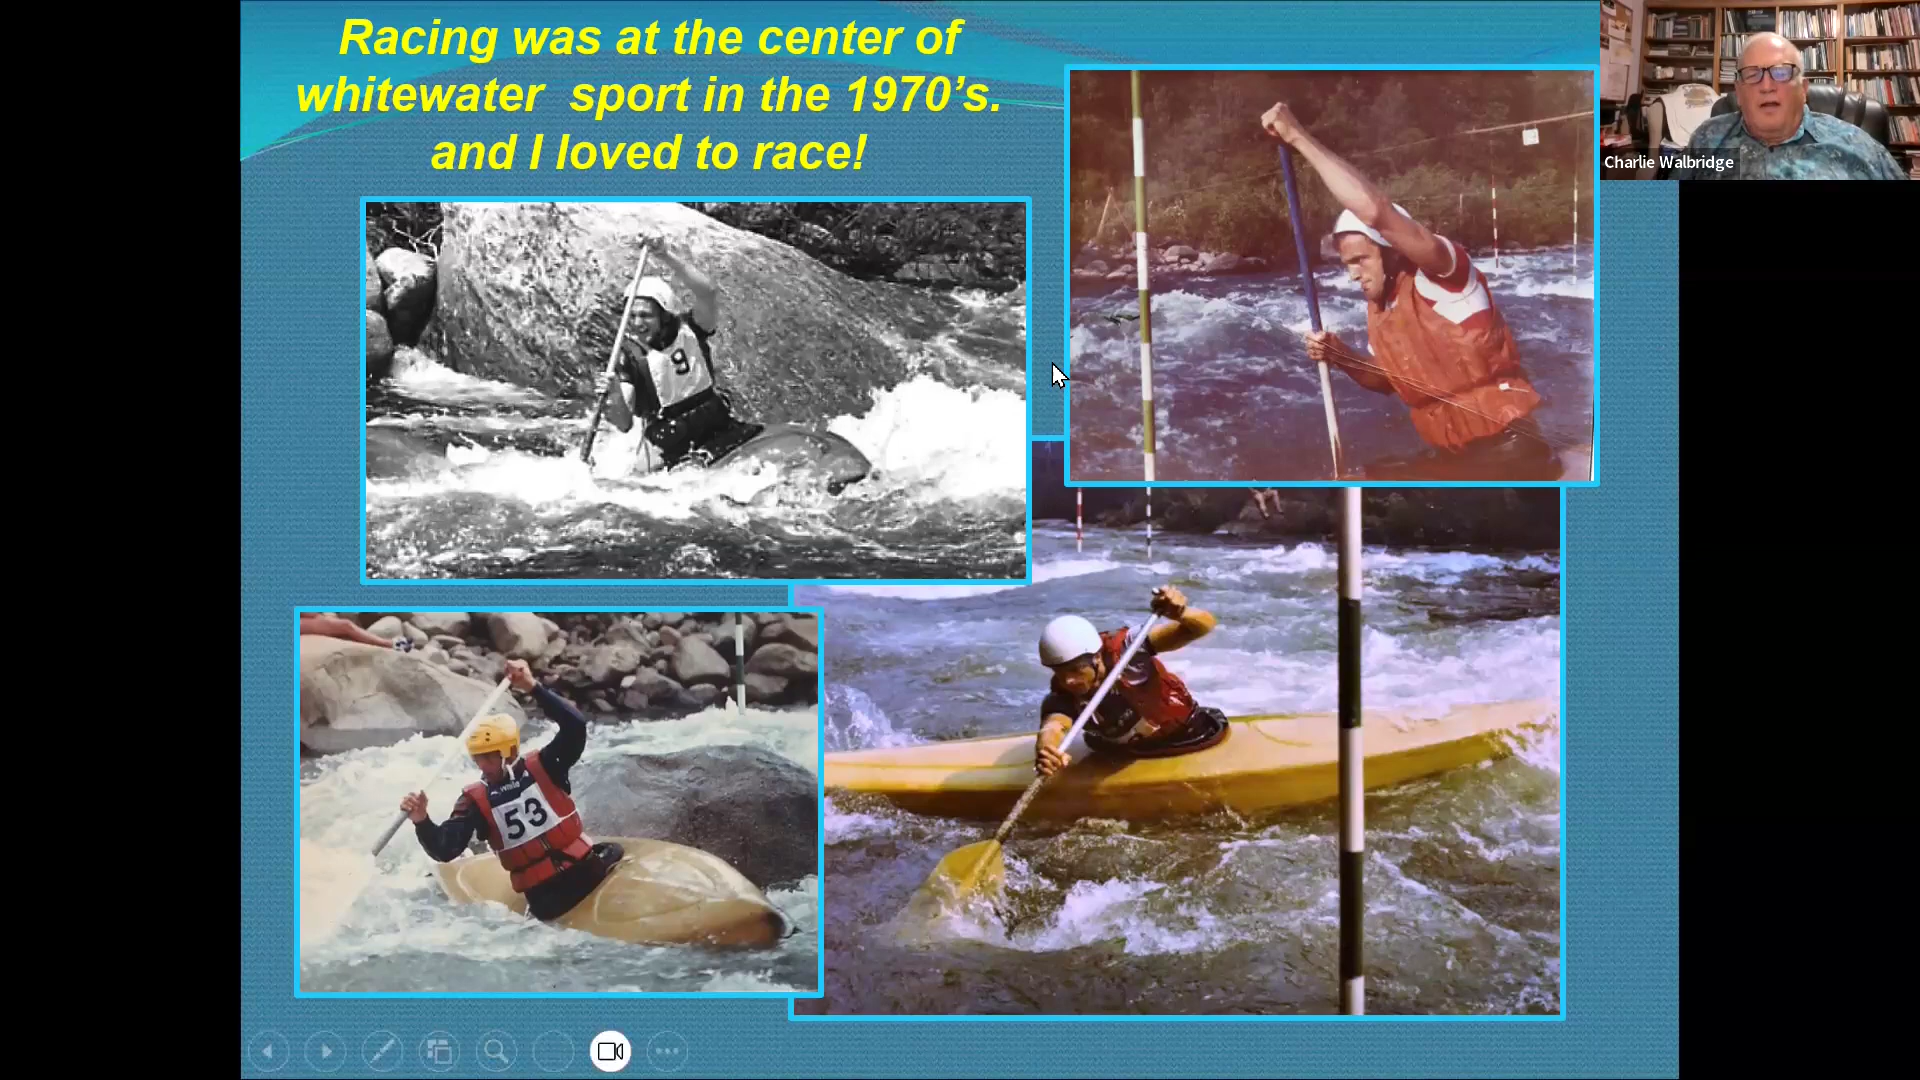 Racing was at the center of
whitewater sport in the 1970's.
and I loved to race!
Charlie Walbridge
9
53